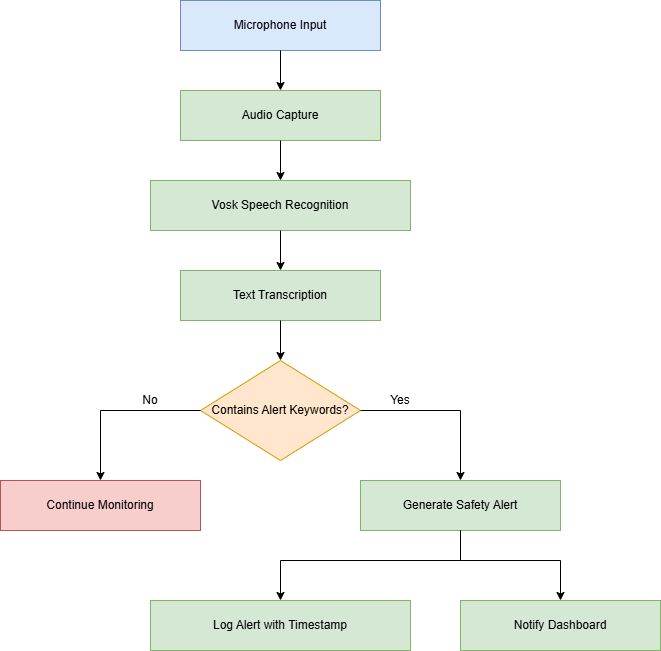 Microphone Input
Audio Capture
Vosk Speech Recognition
Text Transcription
Contains Alert Keywords?
No
Yes
Continue Monitoring
Generate Safety Alert
Log Alert with Timestamp
Notify Dashboard